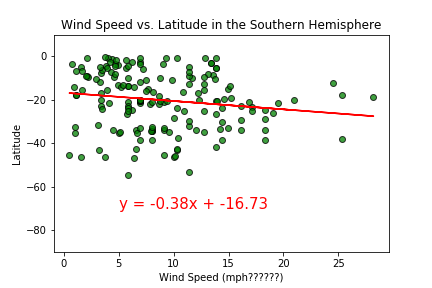 Wind Speed vs. Latitude in the Southern Hemisphere
0
−20
−40
−60
−80
Latitude
y = -0.38x + -16.73
0 5 10 15 20 25
Wind Speed (mph??????)